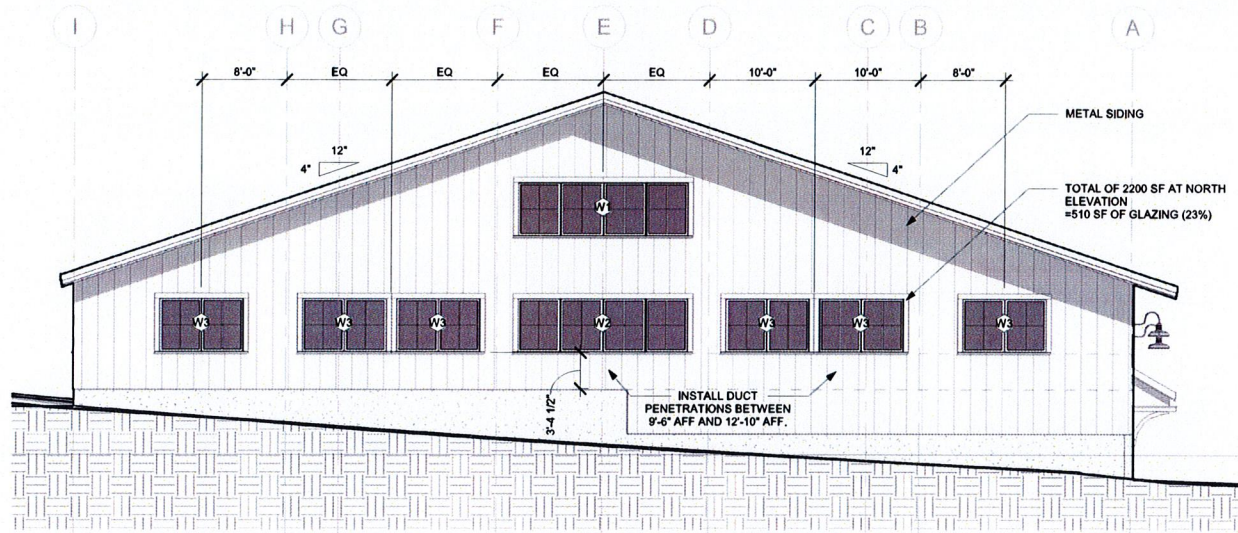 I H G F E D C B A
8'-0" EQ EQ EQ EQ 10'-0" 10'-0" 8'-0"
METAL SIDING
12"
4"
12"
4"
TOTAL OF 2200 SF AT NORTH
ELEVATION
=510 SF OF GLAZING (23%)
W1
W3 W3 W3 W2 W3 W3 W3
3'-4 1/2"
INSTALL DUCT
PENETRATIONS BETWEEN
9'-6" AFF AND 12'-10" AFF.